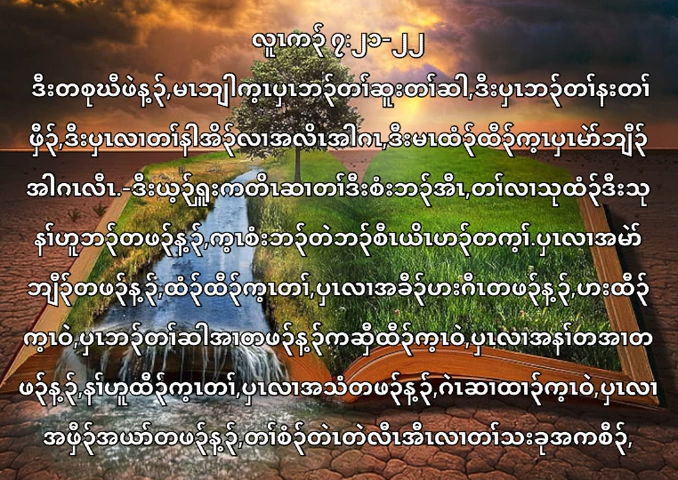 လူၤက၃် ၇:၂၁-၂၂
ဒီးတစုဃီဖဲန့ၣ်,မၤဘျါက့ၤပှၤဘၣ်တၢ်ဆူးတၢ်ဆါ,ဒီးပှၤဘၣ်တၢ်နးတၢ်
ဖှီၣ်,ဒီးပှၤလၢတၢ်နါအိၣ်လၢအလိၤအါဂၤ,ဒီးမၤထံၣ်ထီၣ်က့ၤပှၤမဲာ်ဘျီၣ်
အါဂၤလီၤ.-ဒီးယ့ၣ်ရှူးကတိၤဆၢတၢ်ဒီးစံးဘၣ်အီၤ,တၢ်လၢသုထံၣ်ဒီးသု
နၢ်ဟူဘၣ်တဖၣ်န့ၣ်,က့ၤစံးဘၣ်တဲဘၣ်စီၤယိၤဟၣ်တက့ၢ်.ပှၤလၢအမဲာ်
ဘျီၣ်တဖၣ်န့ၣ်,ထံၣ်ထီၣ်က့ၤတၢ်,ပှၤလၢအခီၣ်ဟးဂီၤတဖၣ်န့ၣ်,ဟးထီၣ်
က့ၤဝဲ,ပှၤဘၣ်တၢ်ဆါအၢတဖၣ်န့ၣ်ကဆှီထီၣ်က့ၤဝဲ,ပှၤလၢအနၢ်တအၢတ
ဖၣ်န့ၣ်,နၢ်ဟူထီၣ်က့ၤတၢ်,ပှၤလၢအသံတဖၣ်န့ၣ်,ဂဲၤဆၢထၢၣ်က့ၤဝဲ,ပှၤလၢ
အဖှီၣ်အယာ်တဖၣ်န့ၣ်,တၢ်စံၣ်တဲၤတဲလီၤအီၤလၢတၢ်သးခုအကစီၣ်,